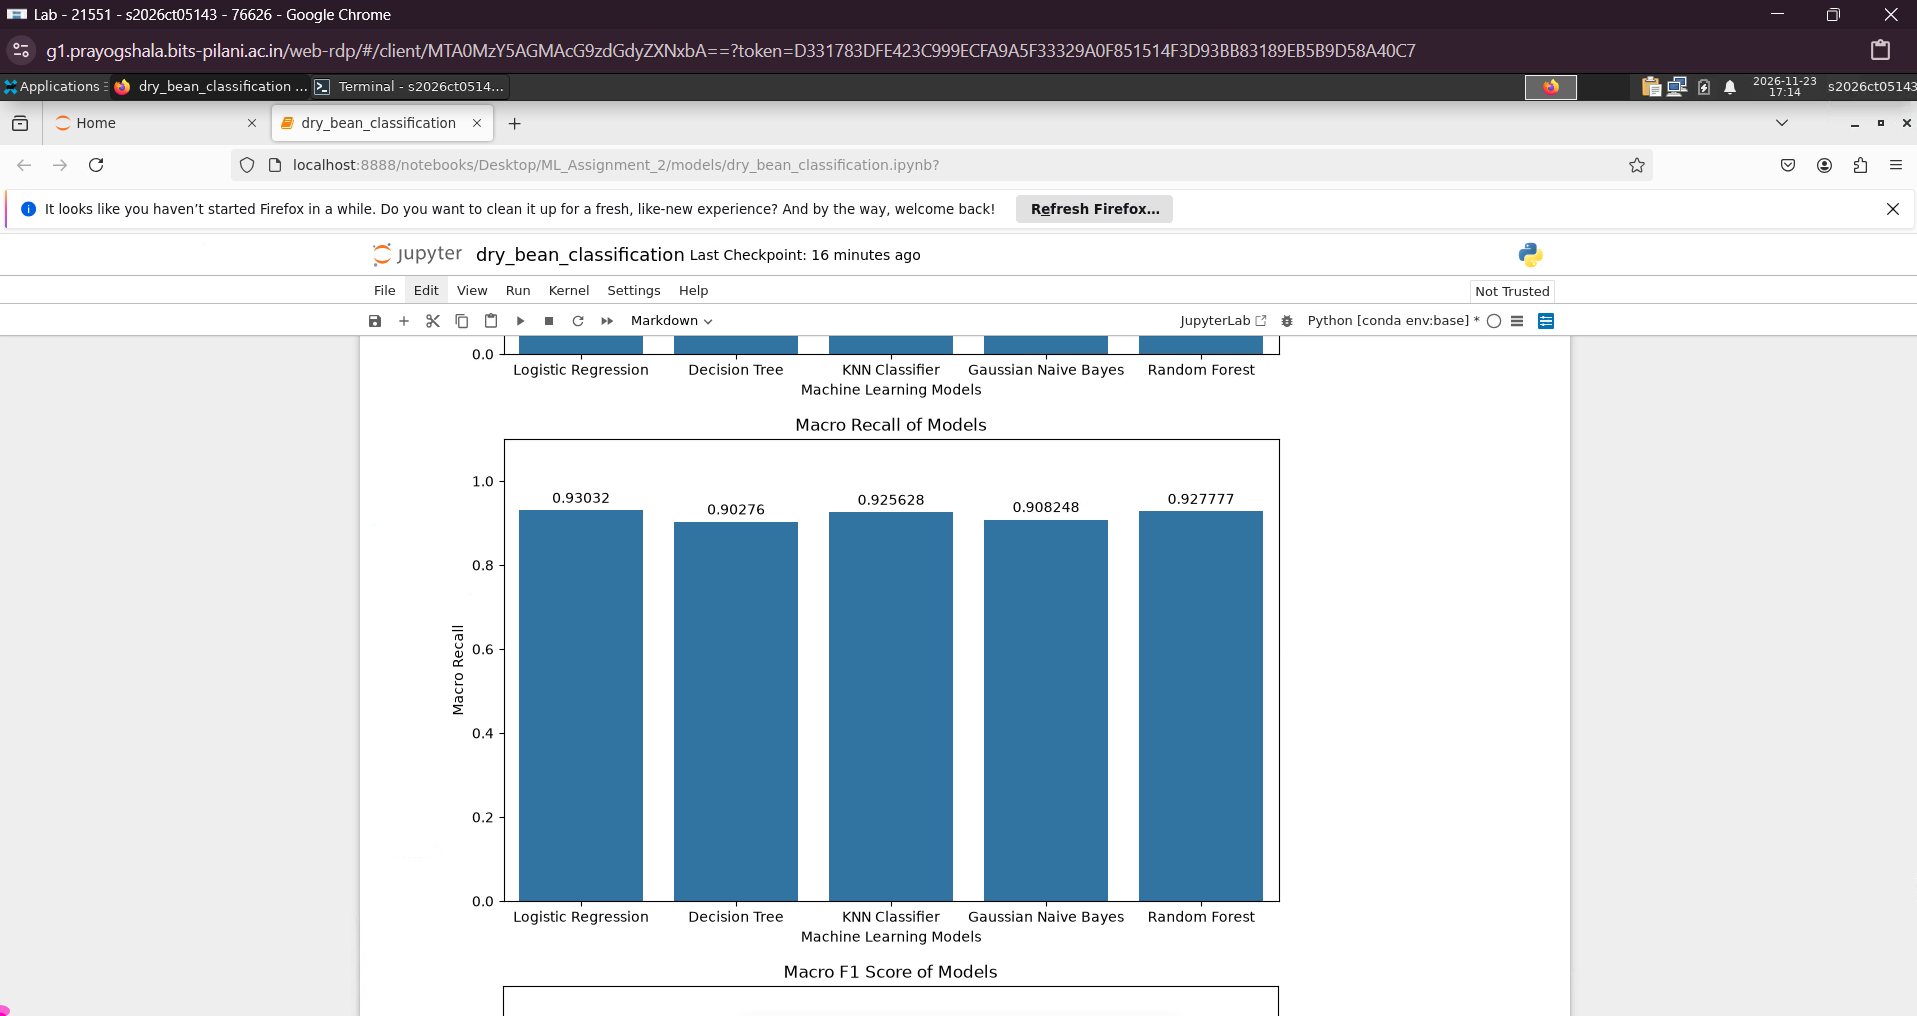 Lab - 21551 - s2026ct05143 - 76626 - Google Chrome
g1.prayogshala.bits-pilani.ac.in/web-rdp/#/client/MTA0MzY5AGMAcG9zdGdyZXNxbA==?token=D331783DFE423C999ECFA9A5F33329A0F851514F3D93BB83189EB5B9D58A40C7
Applications
dry_bean_classification ...
Terminal - s2026ct0514...
2026-11-23
17:14
s2026ct05143
Home
dry_bean_classification
localhost:8888/notebooks/Desktop/ML_Assignment_2/models/dry_bean_classification.ipynb?
It looks like you haven’t started Firefox in a while. Do you want to clean it up for a fresh, like-new experience? And by the way, welcome back!
Refresh Firefox...
jupyter dry_bean_classification Last Checkpoint: 16 minutes ago
File Edit View Run Kernel Settings Help
Not Trusted
Markdown
JupyterLab
Python [conda env:base] *
0.0
Logistic Regression Decision Tree KNN Classifier Gaussian Naive Bayes Random Forest
Machine Learning Models
Macro Recall of Models
1.0
0.93032 0.90276 0.925628 0.908248 0.927777
0.8
0.6
0.4
0.2
0.0
Macro Recall
Logistic Regression Decision Tree KNN Classifier Gaussian Naive Bayes Random Forest
Machine Learning Models
Macro F1 Score of Models